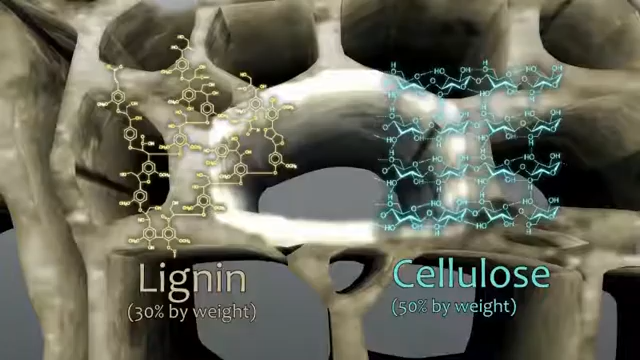 Lignin
(30% by weight)
Cellulose
(50% by weight)